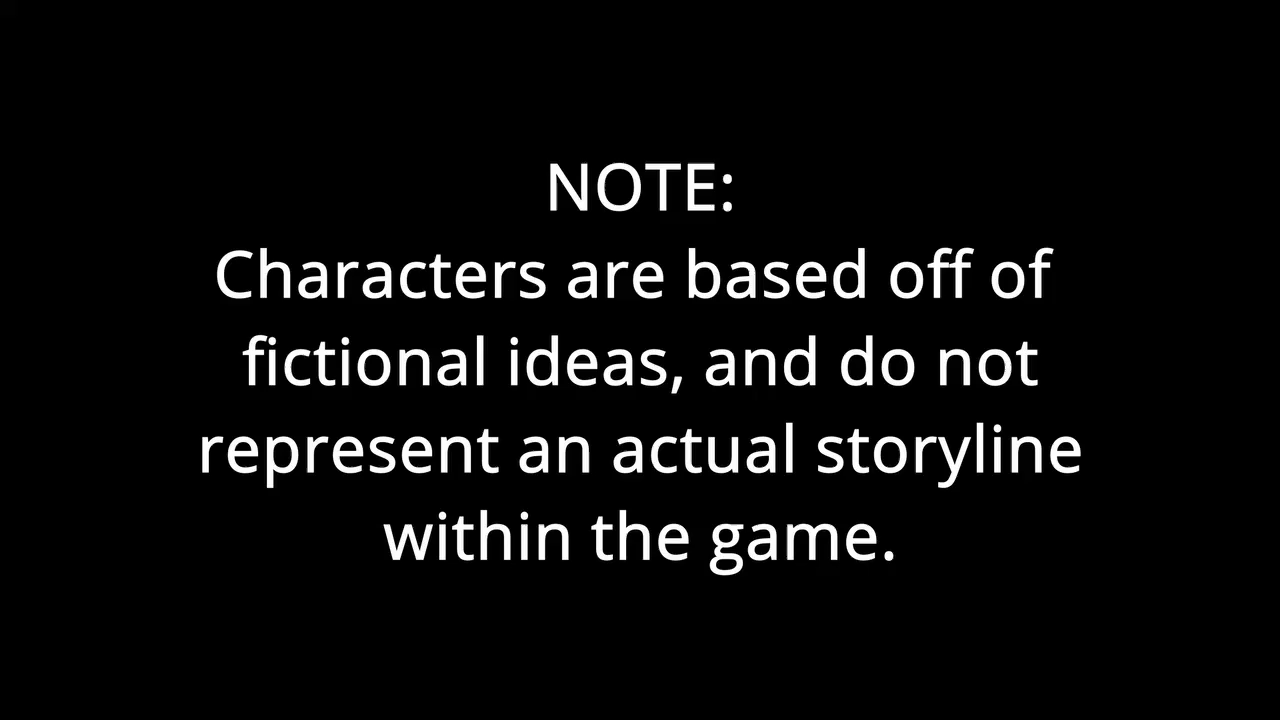 NOTE:
Characters are based off of
fictional ideas, and do not
represent an actual storyline
within the game.